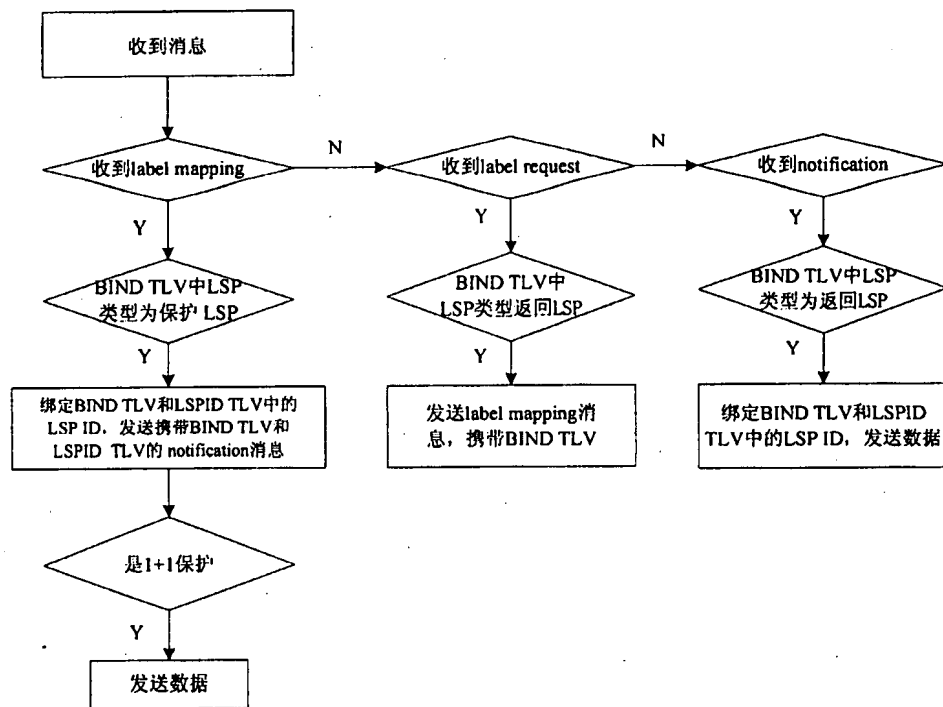 收到消息
收到label mapping
N
收到label request
N
收到notification
Y
Y
Y
BIND TLV中LSP
类型为保护 LSP
BIND TLV中
LSP类型返回LSP
BIND TLV中LSP
类型为返回LSP
Y
Y
Y
绑定BIND TLV和LSPID TLV中的
LSP ID，发送携带BIND TLV和
LSPID TLV的 notification消息
发送label mapping消
息，携带BIND TLV
绑定BIND TLV和LSPID
TLV中的LSP ID，发送数据
是1+1保护
Y
发送数据